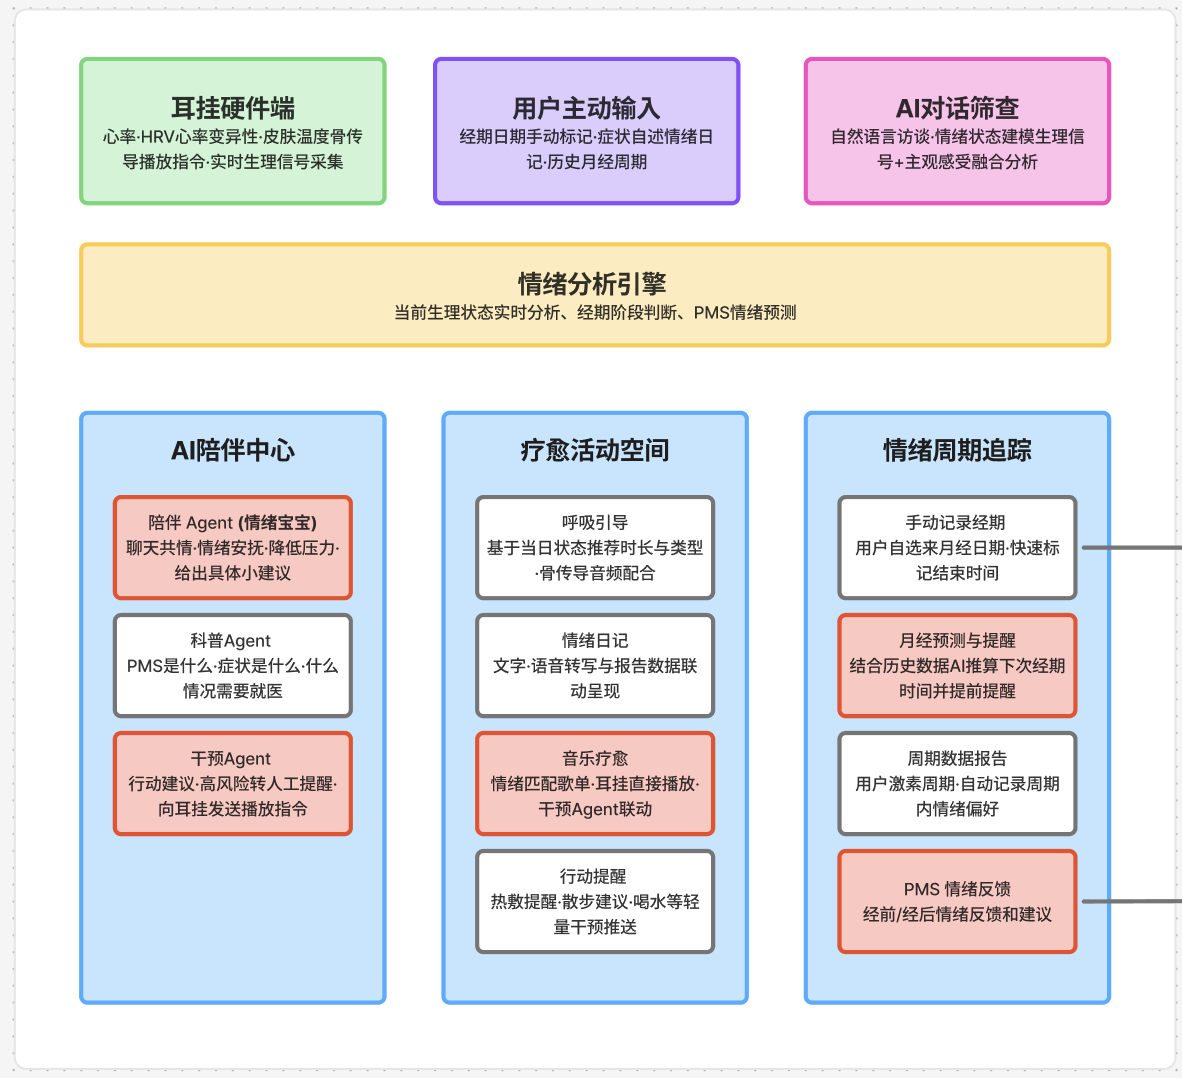 耳挂硬件端
心率·HRV心率变异性·皮肤温度骨传
导播放指令·实时生理信号采集
用户主动输入
经期日期手动标记·症状自述情绪日
记·历史月经周期
AI对话筛查
自然语言访谈·情绪状态建模生理信
号+主观感受融合分析
情绪分析引擎
当前生理状态实时分析、经期阶段判断、PMS情绪预测
AI陪伴中心
陪伴 Agent (情绪宝宝)
聊天共情·情绪安抚·降低压力·
给出具体小建议
科普Agent
PMS是什么·症状是什么·什么
情况需要就医
干预Agent
行动建议·高风险转人工提醒·
向耳挂发送播放指令
疗愈活动空间
呼吸引导
基于当日状态推荐时长与类型
·骨传导音频配合
情绪日记
文字·语音转写与报告数据联
动呈现
音乐疗愈
情绪匹配歌单·耳挂直接播放·
干预Agent联动
行动提醒
热敷提醒·散步建议·喝水等轻
量干预推送
情绪周期追踪
手动记录经期
用户自选来月经日期·快速标
记结束时间
月经预测与提醒
结合历史数据AI推算下次经期
时间并提前提醒
周期数据报告
用户激素周期·自动记录周期
内情绪偏好
PMS 情绪反馈
经前/经后情绪反馈和建议